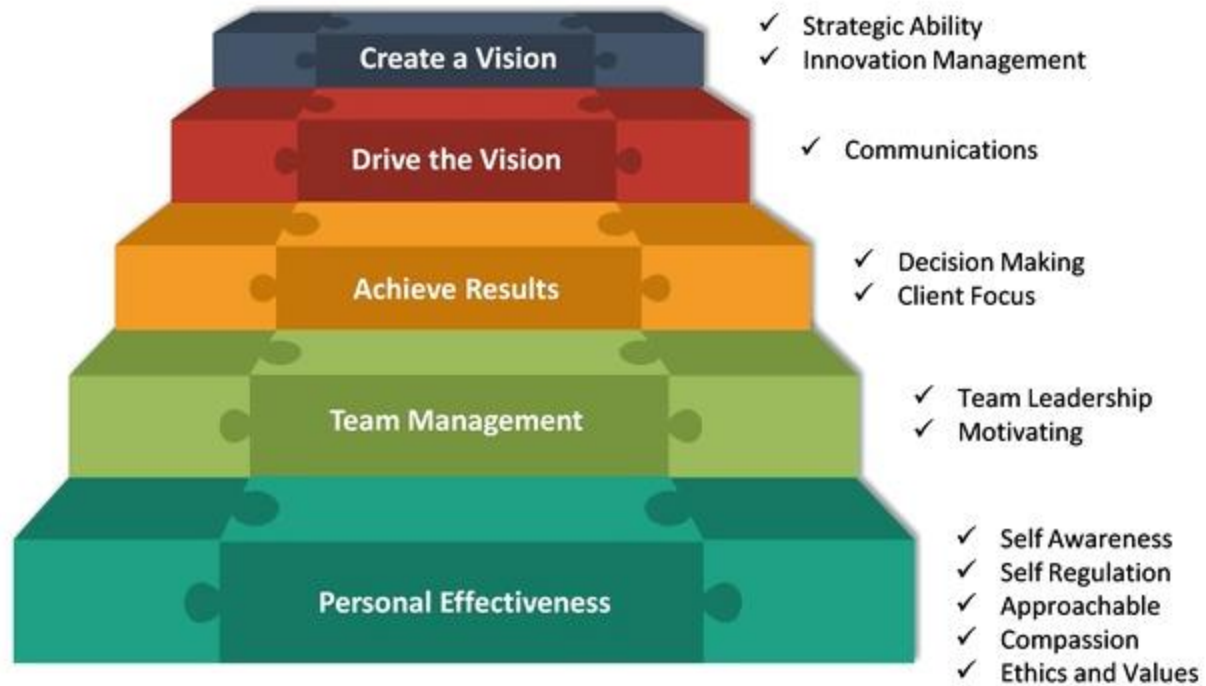 Create a Vision
✓ Strategic Ability
✓ Innovation Management
Drive the Vision
✓ Communications
Achieve Results
✓ Decision Making
✓ Client Focus
Team Management
✓ Team Leadership
✓ Motivating
Personal Effectiveness
✓ Self Awareness
✓ Self Regulation
✓ Approachable
✓ Compassion
✓ Ethics and Values